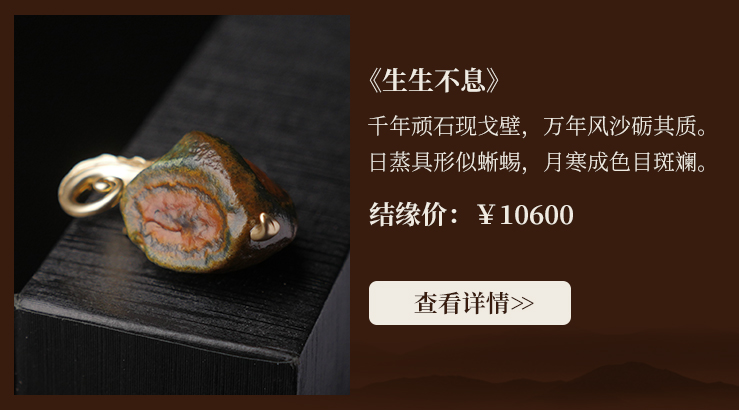 《生生不息》
千年顽石现戈壁，万年风沙砺其质。
日蒸具形似蜥蜴，月寒成色目斑斓。
结缘价：￥10600
查看详情>>